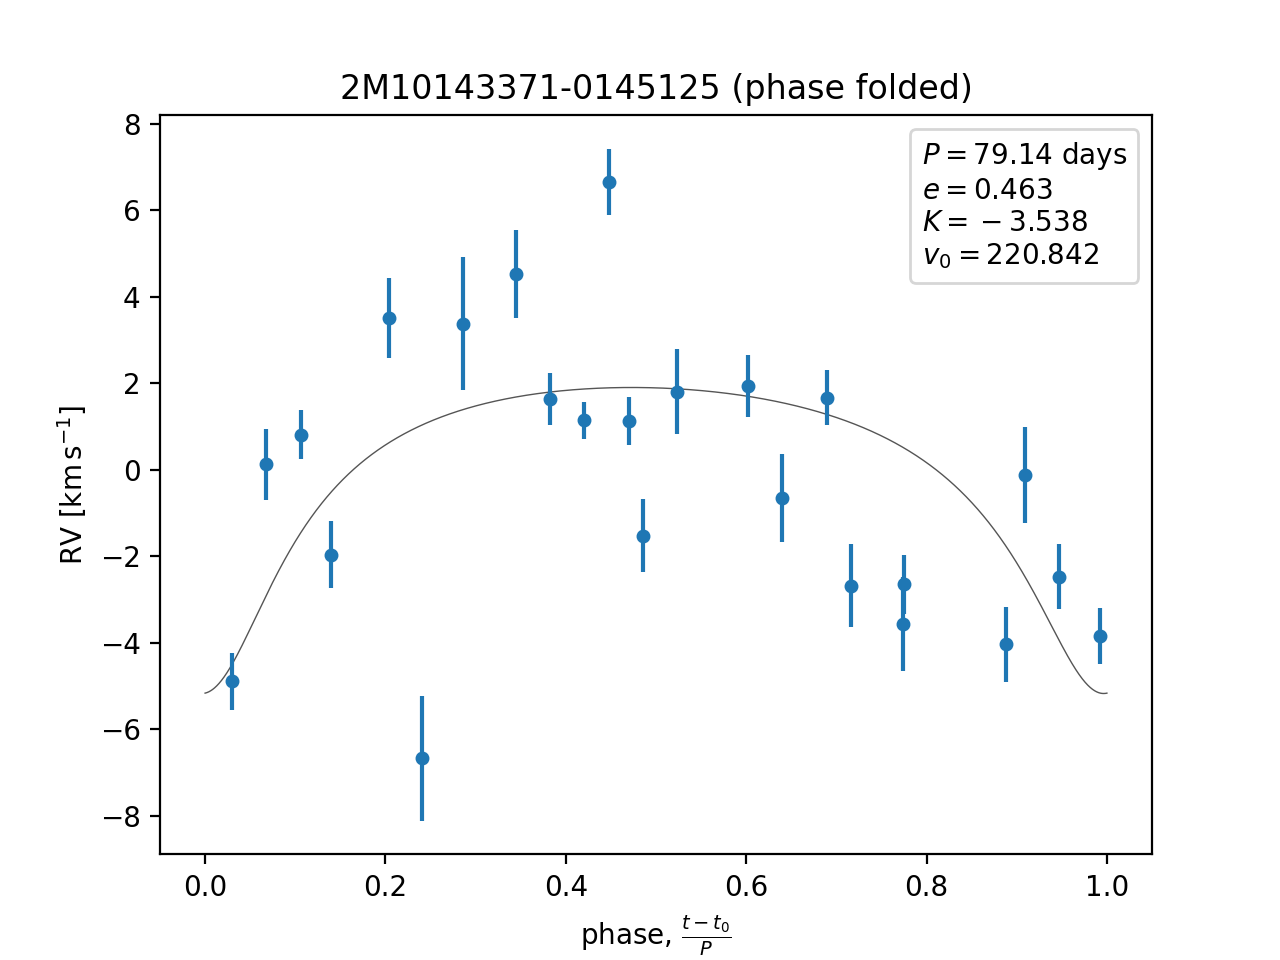 2M10143371-0145125 (phase folded)
P = 79.14 days
e = 0.463
K = −3.538
v₀ = 220.842
RV [km s⁻¹]
8
6
4
2
0
−2
−4
−6
−8
0.0 0.2 0.4 0.6 0.8 1.0
phase, (t − t₀)/P